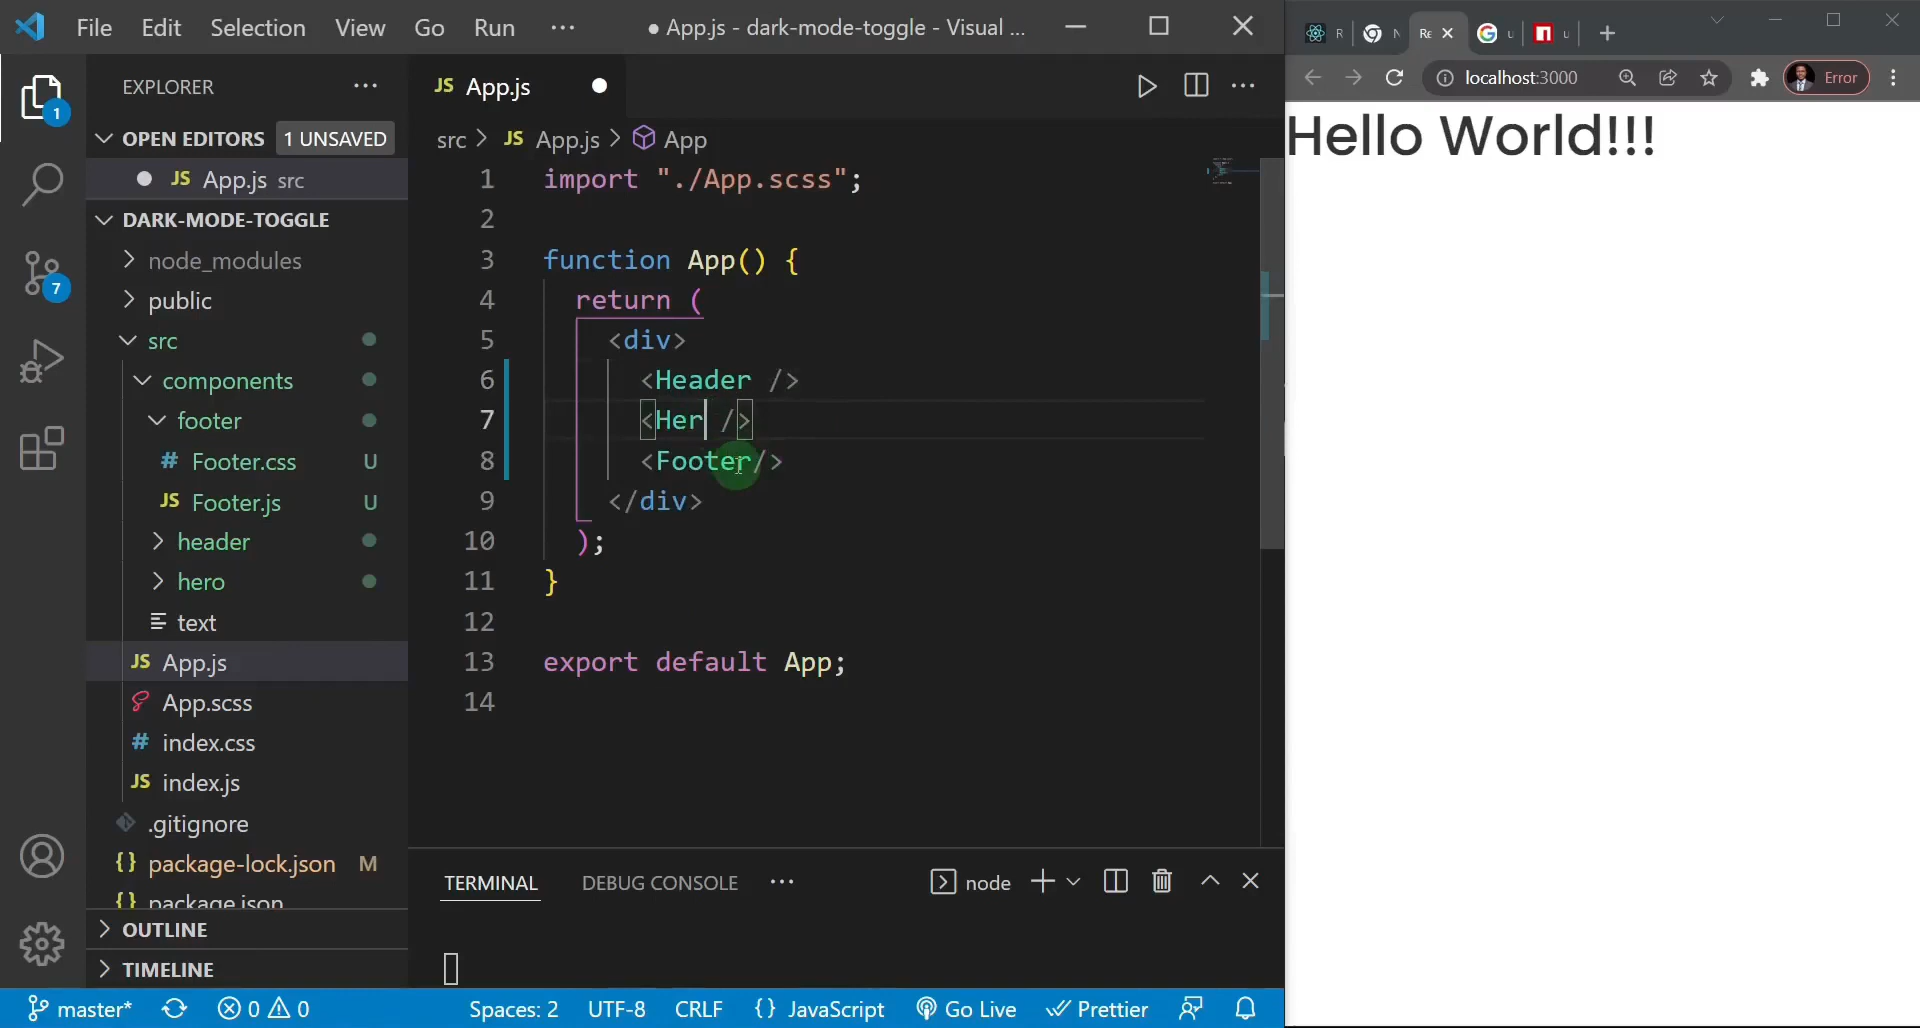 File Edit Selection View Go Run ··· ● App.js - dark-mode-toggle - Visual ...
EXPLORER ···
1
OPEN EDITORS 1 UNSAVED
JS App.js src
DARK-MODE-TOGGLE
node_modules
public
src
components
footer
# Footer.css U
JS Footer.js U
header
hero
text
JS App.js
App.scss
# index.css
JS index.js
.gitignore
{} package-lock.json M
{} package.json
OUTLINE
TIMELINE
7
JS App.js ●
src > JS App.js > App
1 import "./App.scss";
2
3 function App() {
4 return (
5 <div>
6 <Header />
7 <Her />
8 <Footer/>
9 </div>
10 );
11 }
12
13 export default App;
14
TERMINAL DEBUG CONSOLE ··· node
master* 0 0 Spaces: 2 UTF-8 CRLF {} JavaScript Go Live Prettier
R N Re u u
localhost:3000 Error
Hello World!!!